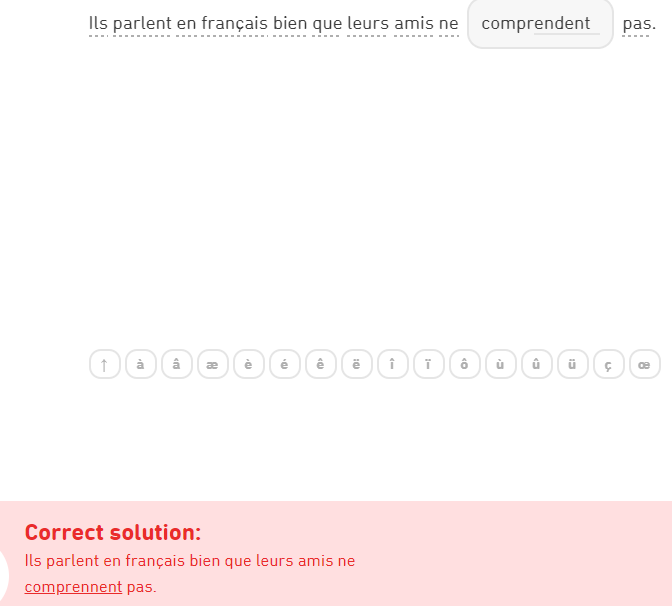 Ils parlent en français bien que leurs amis ne comprendent pas.
↑ à â æ è é ê ë î ï ô ù û ü ç œ
Correct solution:
Ils parlent en français bien que leurs amis ne
comprennent pas.